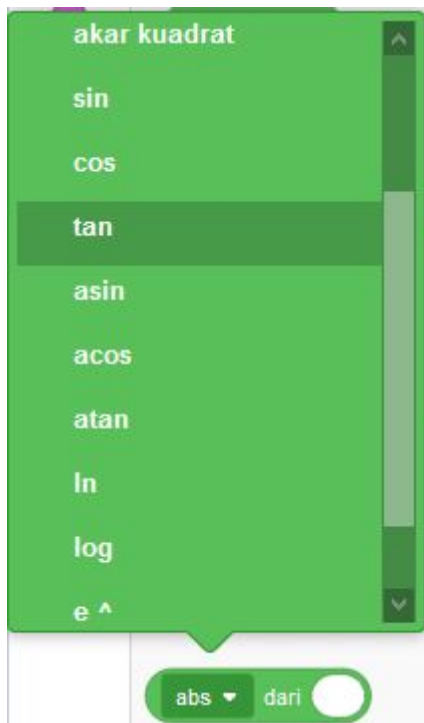 akar kuadrat
sin
cos
tan
asin
acos
atan
ln
log
e ^
abs dari